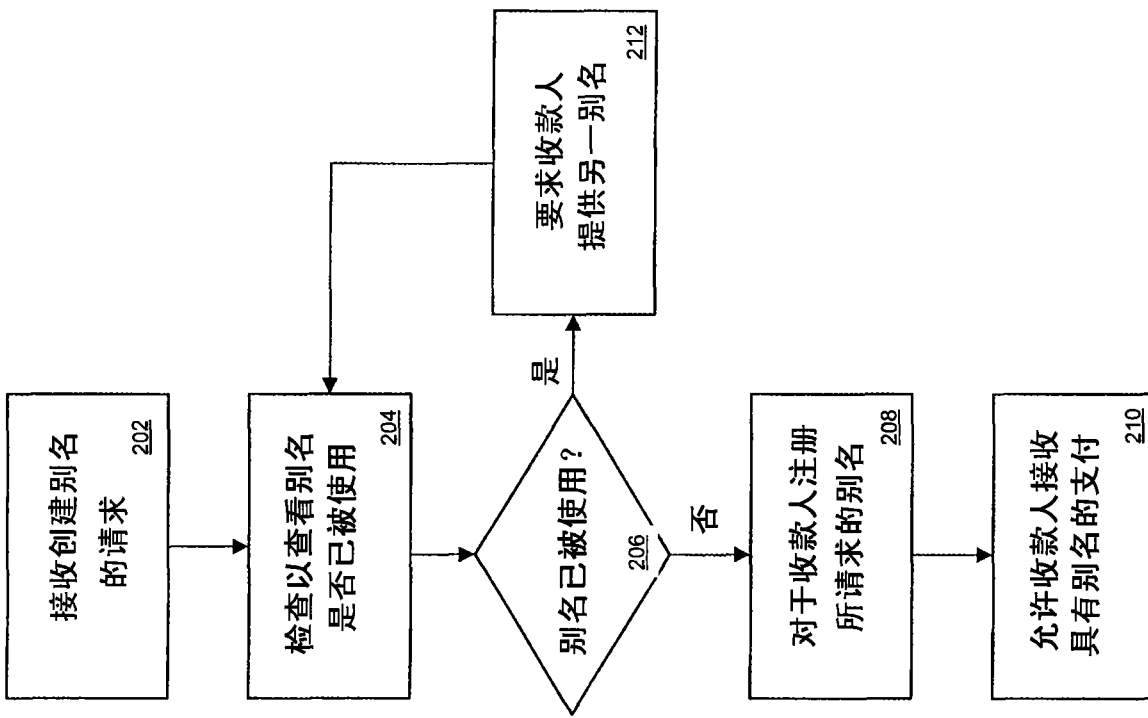 接收创建别名
的请求
202
检查以查看别名
是否已被使用
204
别名已被使用?
206
是
要求收款人
提供另一别名
212
否
对于收款人注册
所请求的别名
208
允许收款人接收
具有别名的支付
210